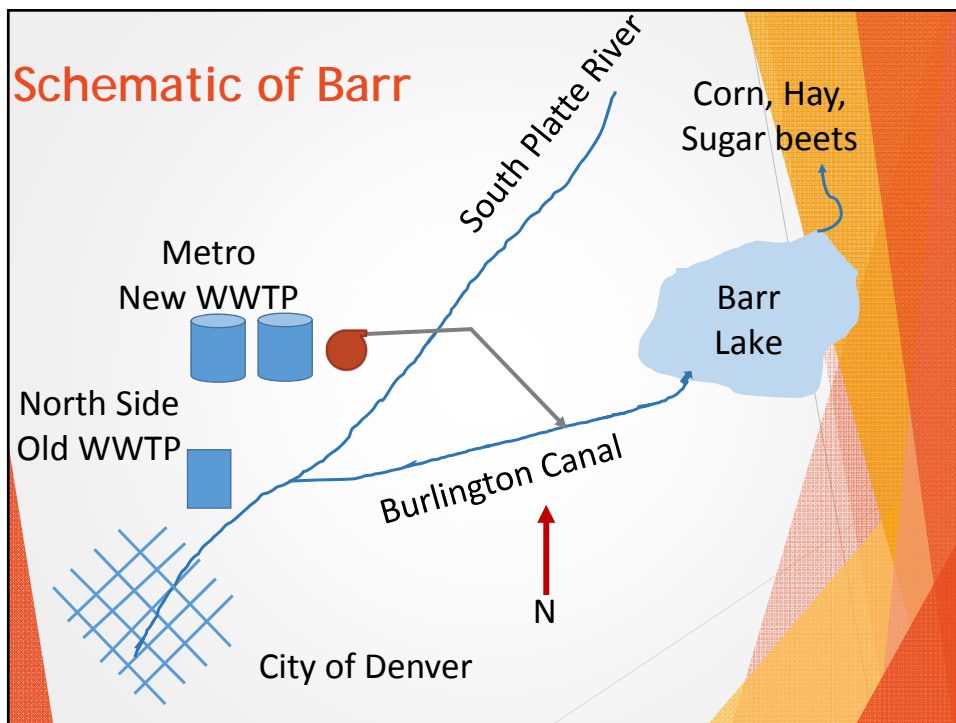 Schematic of Barr
South Platte River
Corn, Hay,
Sugar beets
Metro
New WWTP
Barr
Lake
North Side
Old WWTP
Burlington Canal
N
City of Denver